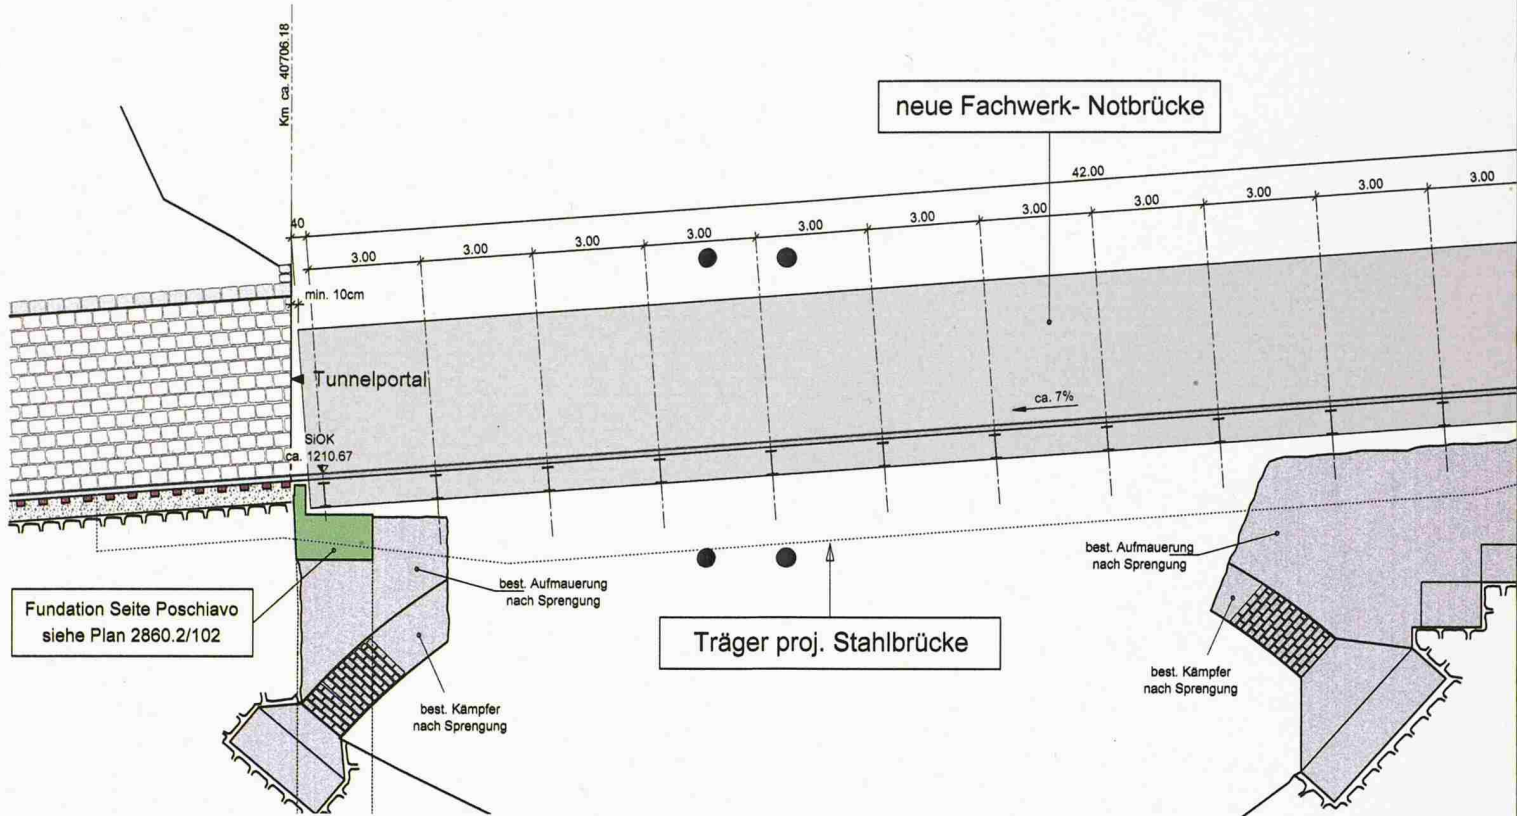 Km ca. 40'706.18
neue Fachwerk- Notbrücke
42.00
40
3.00
3.00
3.00
3.00
3.00
3.00
3.00
3.00
3.00
3.00
3.00
min. 10cm
Tunnelportal
ca. 7%
SiOK
ca. 1210.67
best. Aufmauerung
nach Sprengung
best. Aufmauerung
nach Sprengung
Fundation Seite Poschiavo
siehe Plan 2860.2/102
Träger proj. Stahlbrücke
best. Kämpfer
nach Sprengung
best. Kämpfer
nach Sprengung